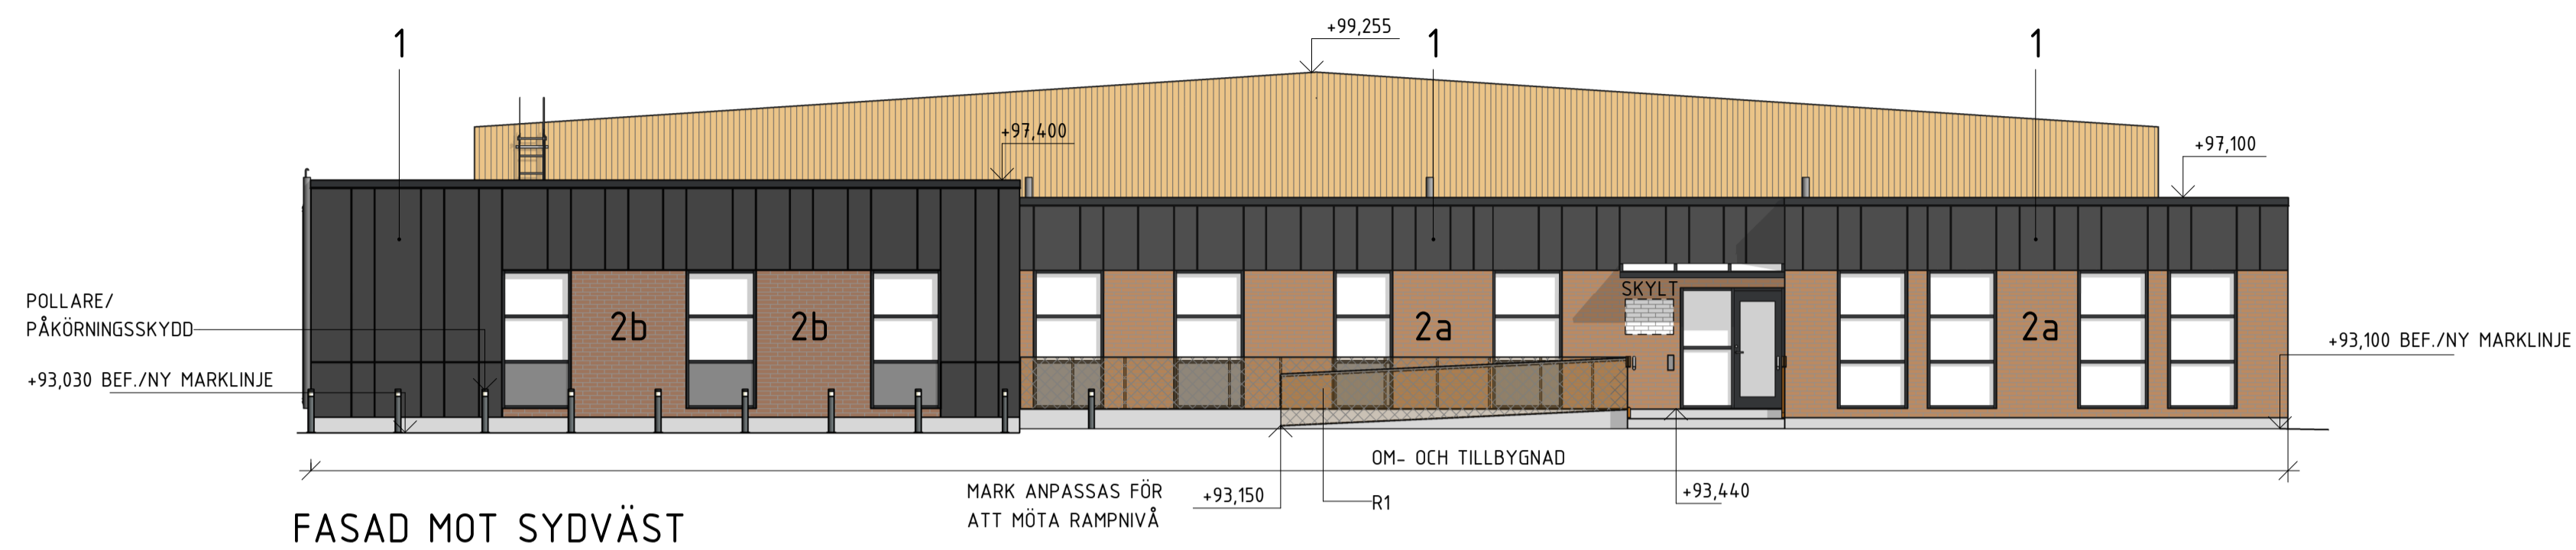 +99,255
1
1
1
+97,400
+97,100
POLLARE/
PÅKÖRNINGSSKYDD
SKYLT
2b
2b
2a
2a
+93,100 BEF./NY MARKLINJE
+93,030 BEF./NY MARKLINJE
OM- OCH TILLBYGNAD
MARK ANPASSAS FÖR
ATT MÖTA RAMPNIVÅ
+93,150
R1
+93,440
FASAD MOT SYDVÄST